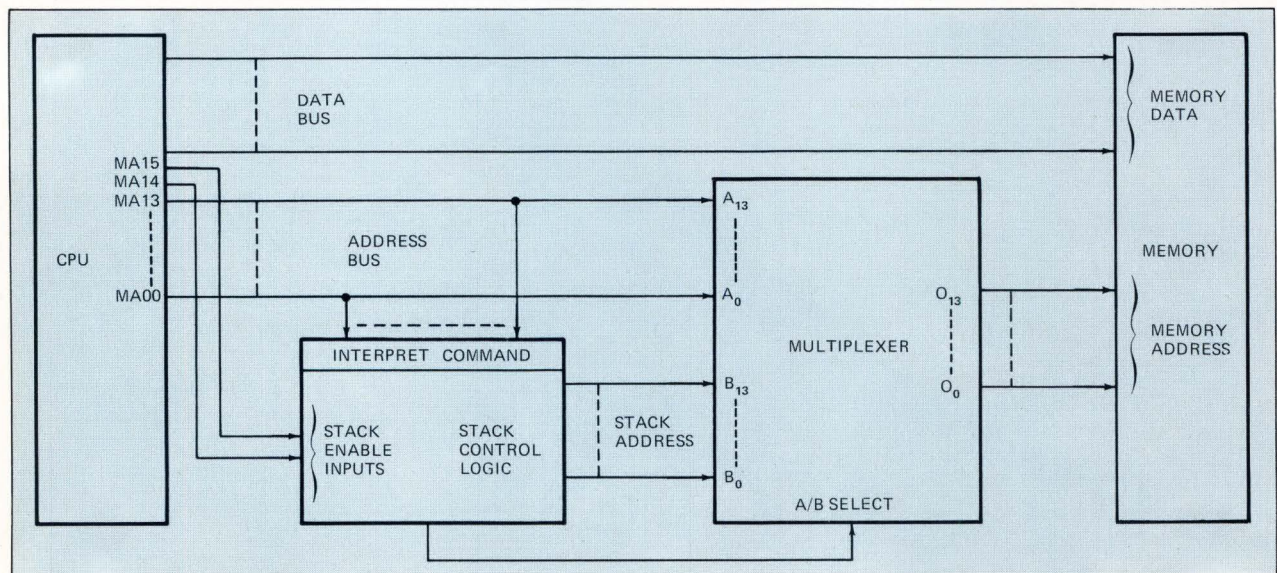 DATA
BUS
MA15
MA14
MA13
CPU
MA00
ADDRESS
BUS
INTERPRET COMMAND
STACK
ENABLE
INPUTS
STACK
CONTROL
LOGIC
STACK
ADDRESS
A13
A0
B13
B0
MULTIPLEXER
A/B SELECT
O13
O0
MEMORY
DATA
MEMORY
MEMORY
ADDRESS